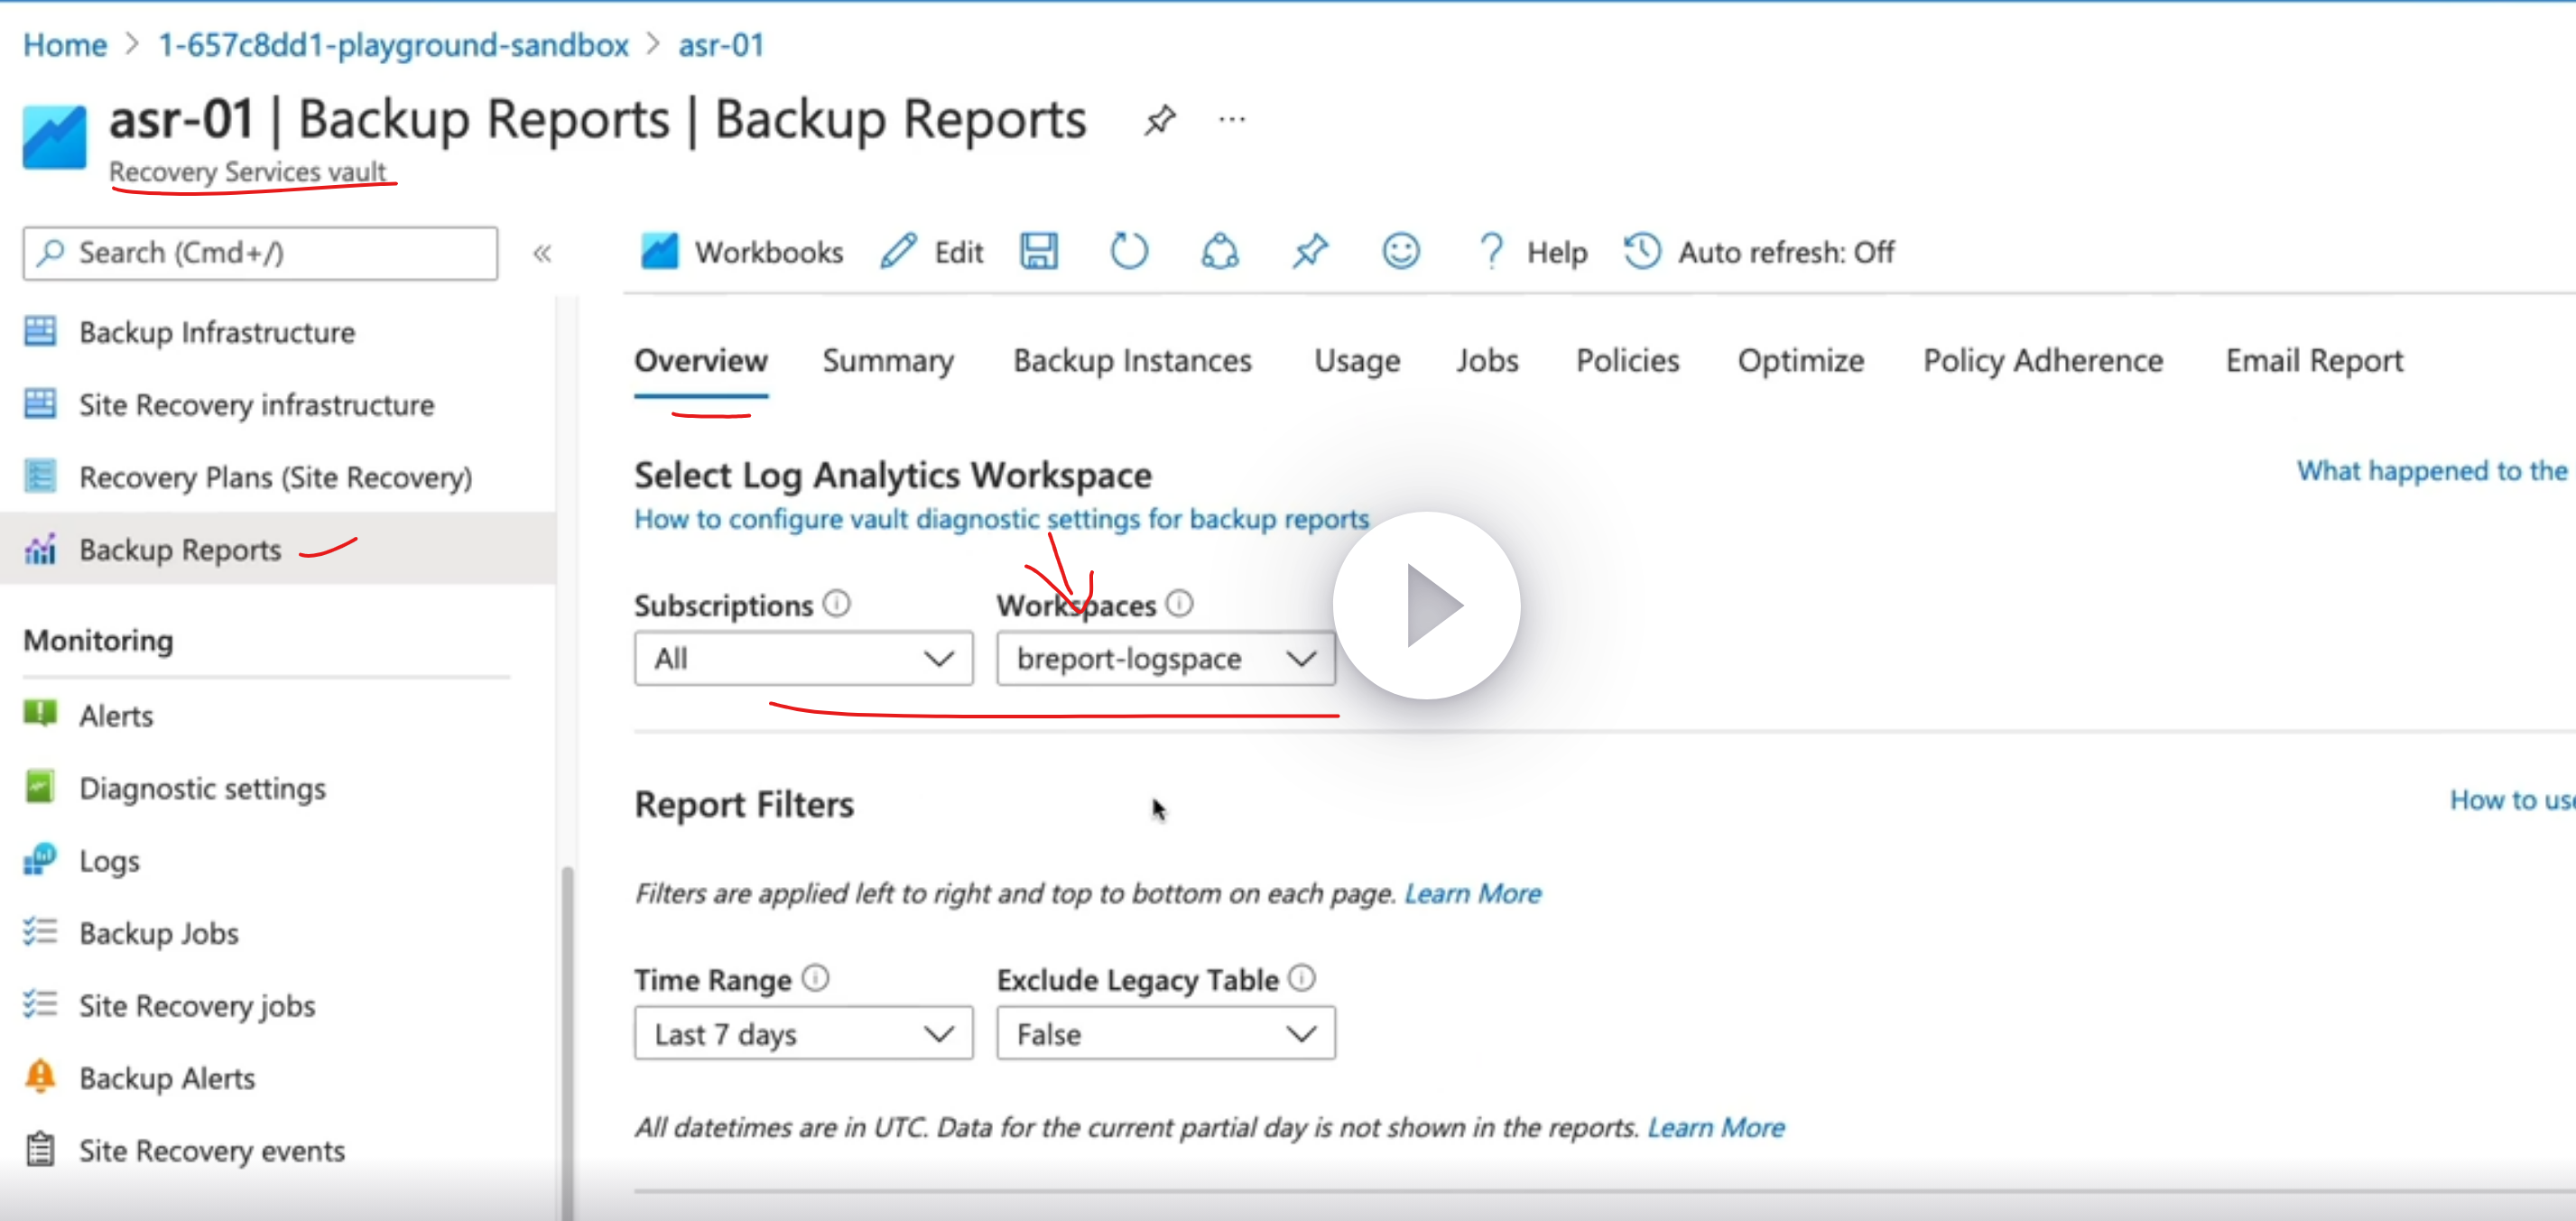 Home > 1-657c8dd1-playground-sandbox > asr-01
asr-01 | Backup Reports | Backup Reports ...
Recovery Services vault
Search (Cmd+/) «
Workbooks Edit ? Help Auto refresh: Off
Backup Infrastructure
Site Recovery infrastructure
Recovery Plans (Site Recovery)
Backup Reports
Monitoring
Alerts
Diagnostic settings
Logs
Backup Jobs
Site Recovery jobs
Backup Alerts
Site Recovery events
Overview Summary Backup Instances Usage Jobs Policies Optimize Policy Adherence Email Report
Select Log Analytics Workspace
What happened to the
How to configure vault diagnostic settings for backup reports
Subscriptions Workspaces
All breport-logspace
Report Filters
How to use
Filters are applied left to right and top to bottom on each page. Learn More
Time Range Exclude Legacy Table
Last 7 days False
All datetimes are in UTC. Data for the current partial day is not shown in the reports. Learn More